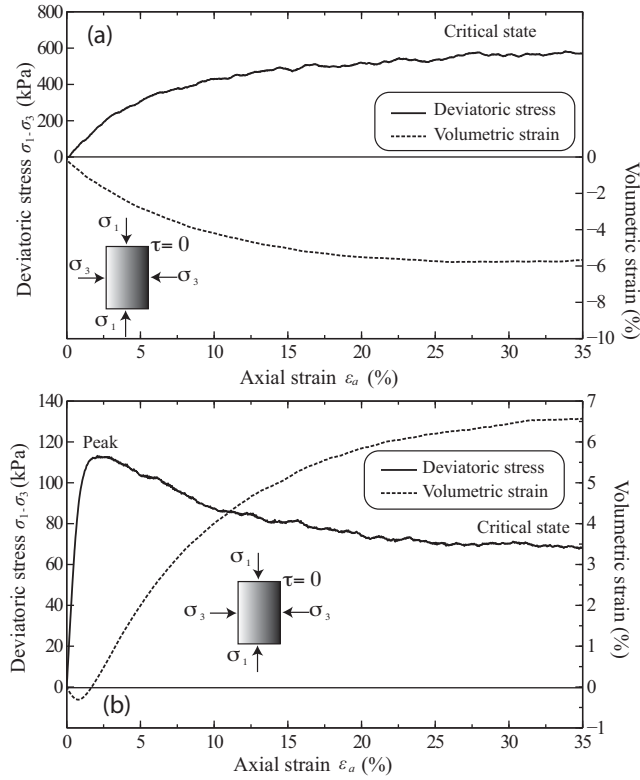 (a)
Critical state
Deviatoric stress
Volumetric strain
800
600
400
200
0
0
−2
−4
−6
−8
−10
Deviatoric stress σ1-σ3 (kPa)
Volumetric strain (%)
σ1
τ = 0
σ3
σ3
σ1
0 5 10 15 20 25 30 35
Axial strain εa (%)
140
120
100
80
60
40
20
0
7
6
5
4
3
2
1
0
−1
Peak
Deviatoric stress
Volumetric strain
Critical state
Deviatoric stress σ1-σ3 (kPa)
Volumetric strain (%)
σ1
τ = 0
σ3
σ3
σ1
(b)
0 5 10 15 20 25 30 35
Axial strain εa (%)